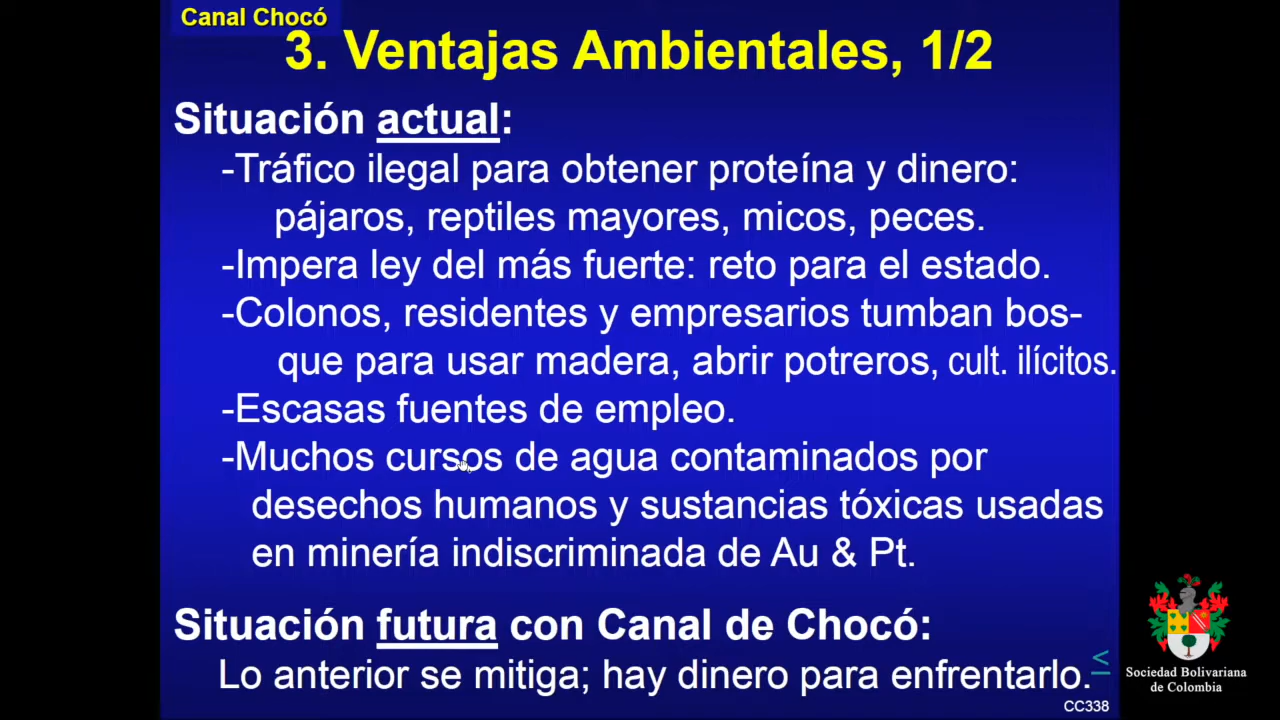 Canal Chocó
3. Ventajas Ambientales, 1/2
Situación actual:
-Tráfico ilegal para obtener proteína y dinero:
pájaros, reptiles mayores, micos, peces.
-Impera ley del más fuerte: reto para el estado.
-Colonos, residentes y empresarios tumban bos-
que para usar madera, abrir potreros, cult. ilícitos.
-Escasas fuentes de empleo.
-Muchos cursos de agua contaminados por
desechos humanos y sustancias tóxicas usadas
en minería indiscriminada de Au & Pt.
Situación futura con Canal de Chocó:
Lo anterior se mitiga; hay dinero para enfrentarlo.
<
CC338
Sociedad Bolivariana
de Colombia